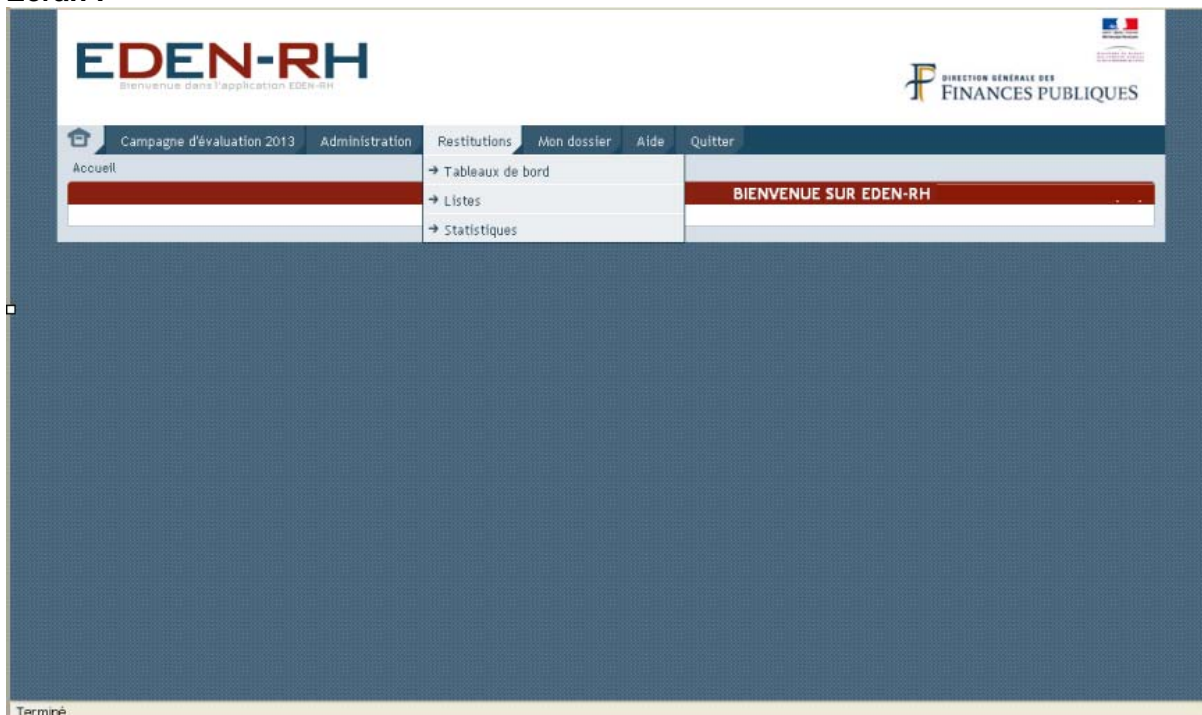 EDEN-RH
Bienvenue dans l'application EDEN-RH
DIRECTION GÉNÉRALE DES
FINANCES PUBLIQUES
Campagne d'évaluation 2013 Administration Restitutions Mon dossier Aide Quitter
Accueil
→ Tableaux de bord
BIENVENUE SUR EDEN-RH
→ Listes
→ Statistiques
Terminé